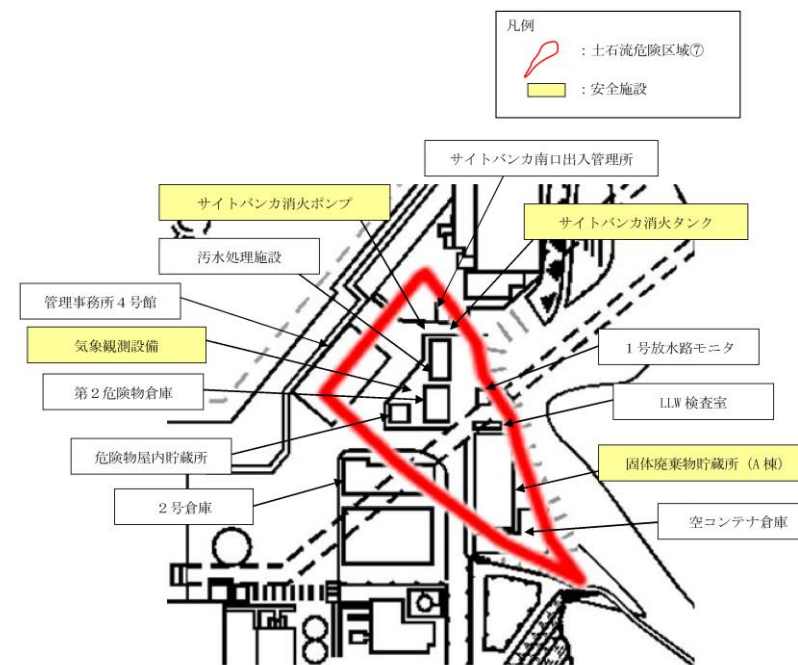 凡例
：土石流危険区域⑦
：安全施設
サイトバンカ南口出入管理所
サイトバンカ消火ポンプ
サイトバンカ消火タンク
汚水処理施設
管理事務所４号館
気象観測設備
１号放水路モニタ
第２危険物倉庫
LLW 検査室
危険物屋内貯蔵所
固体廃棄物貯蔵所（A 棟）
２号倉庫
空コンテナ倉庫